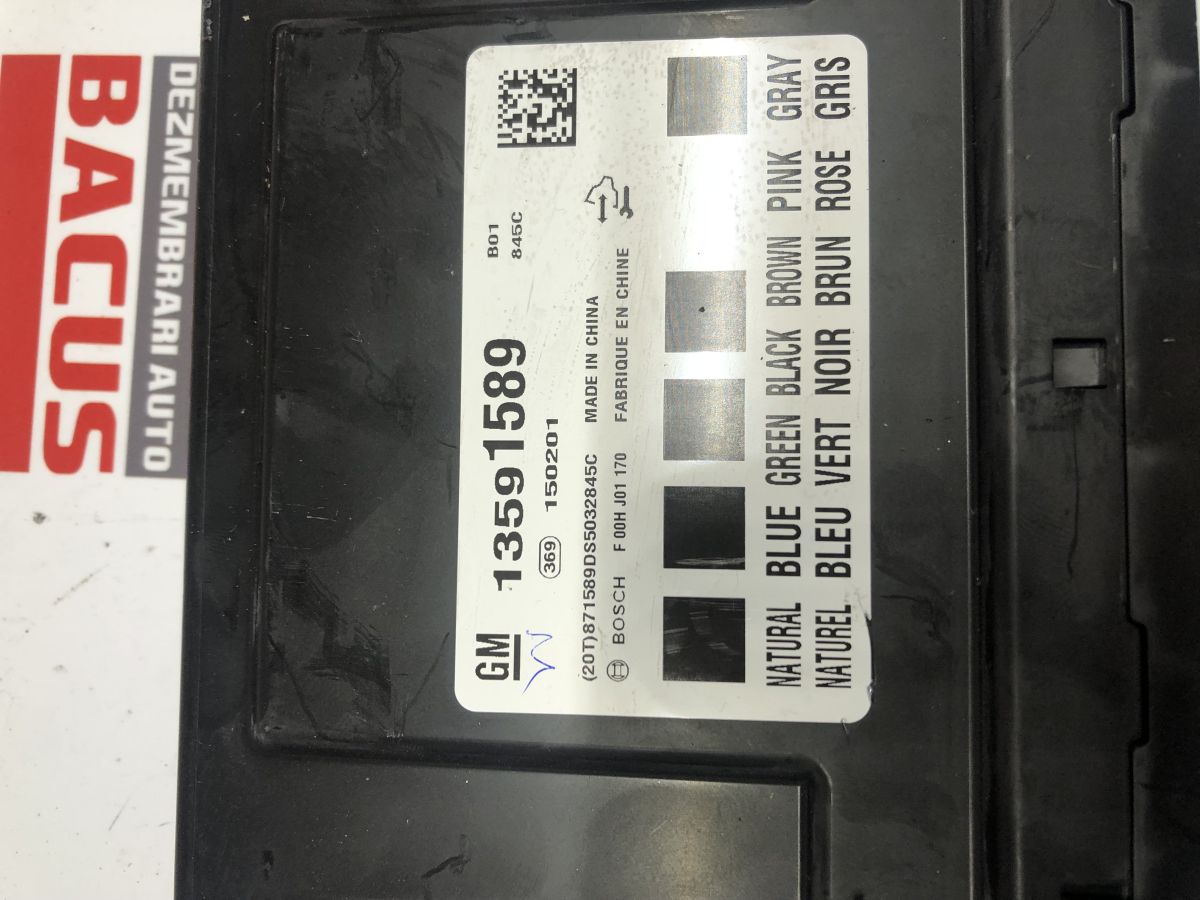 BACUS
DEZMEMBRARI AUTO
GM 13591589
B01
845C
369 150201
(20T)871589DS5032845C MADE IN CHINA
BOSCH F 00H J01 170 FABRIQUE EN CHINE
NATURAL BLUE GREEN BLACK BROWN PINK GRAY
NATUREL BLEU VERT NOIR BRUN ROSE GRIS